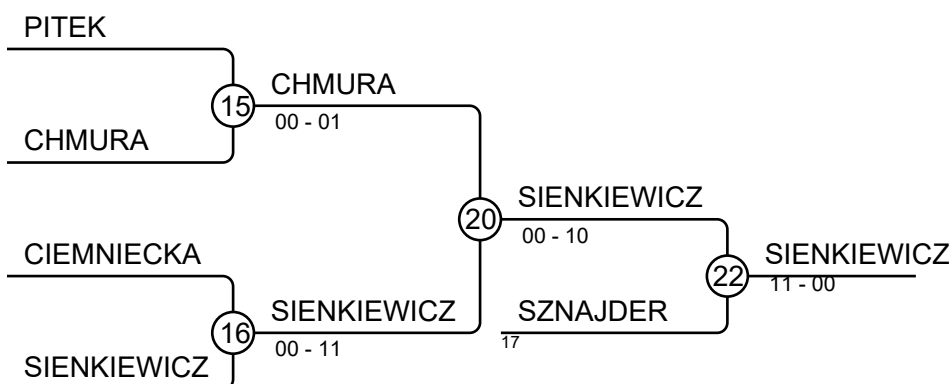 PITEK
15
CHMURA
00 - 01
CHMURA
20
SIENKIEWICZ
00 - 10
CIEMNIECKA
22
SIENKIEWICZ
11 - 00
16
SIENKIEWICZ
00 - 11
SZNAJDER
17
SIENKIEWICZ